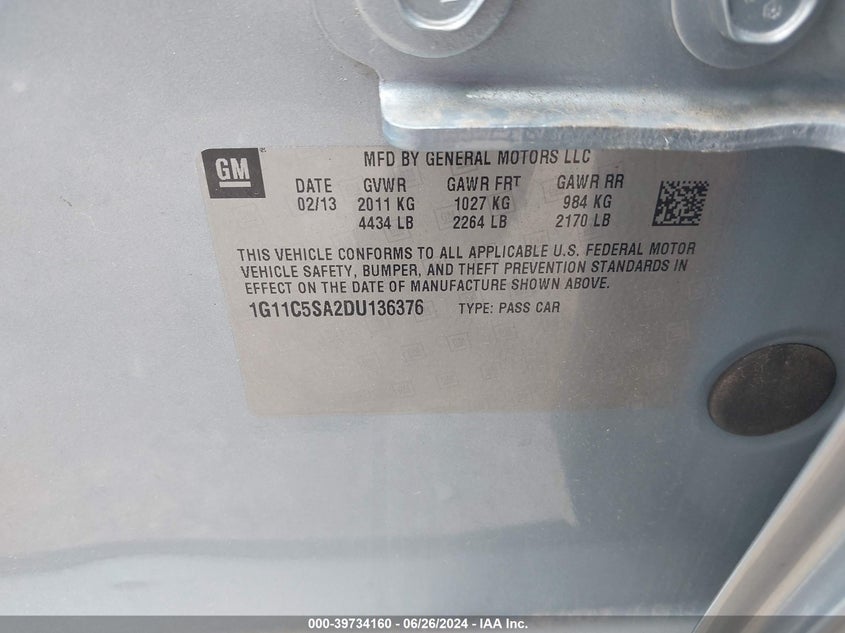 GM
MFD BY GENERAL MOTORS LLC
DATE GVWR GAWR FRT GAWR RR
02/13 2011 KG 1027 KG 984 KG
4434 LB 2264 LB 2170 LB
THIS VEHICLE CONFORMS TO ALL APPLICABLE U.S. FEDERAL MOTOR
VEHICLE SAFETY, BUMPER, AND THEFT PREVENTION STANDARDS IN
EFFECT ON THE DATE OF MANUFACTURE SHOWN ABOVE.
1G11C5SA2DU136376 TYPE: PASS CAR
000-39734160 - 06/26/2024 - IAA Inc.